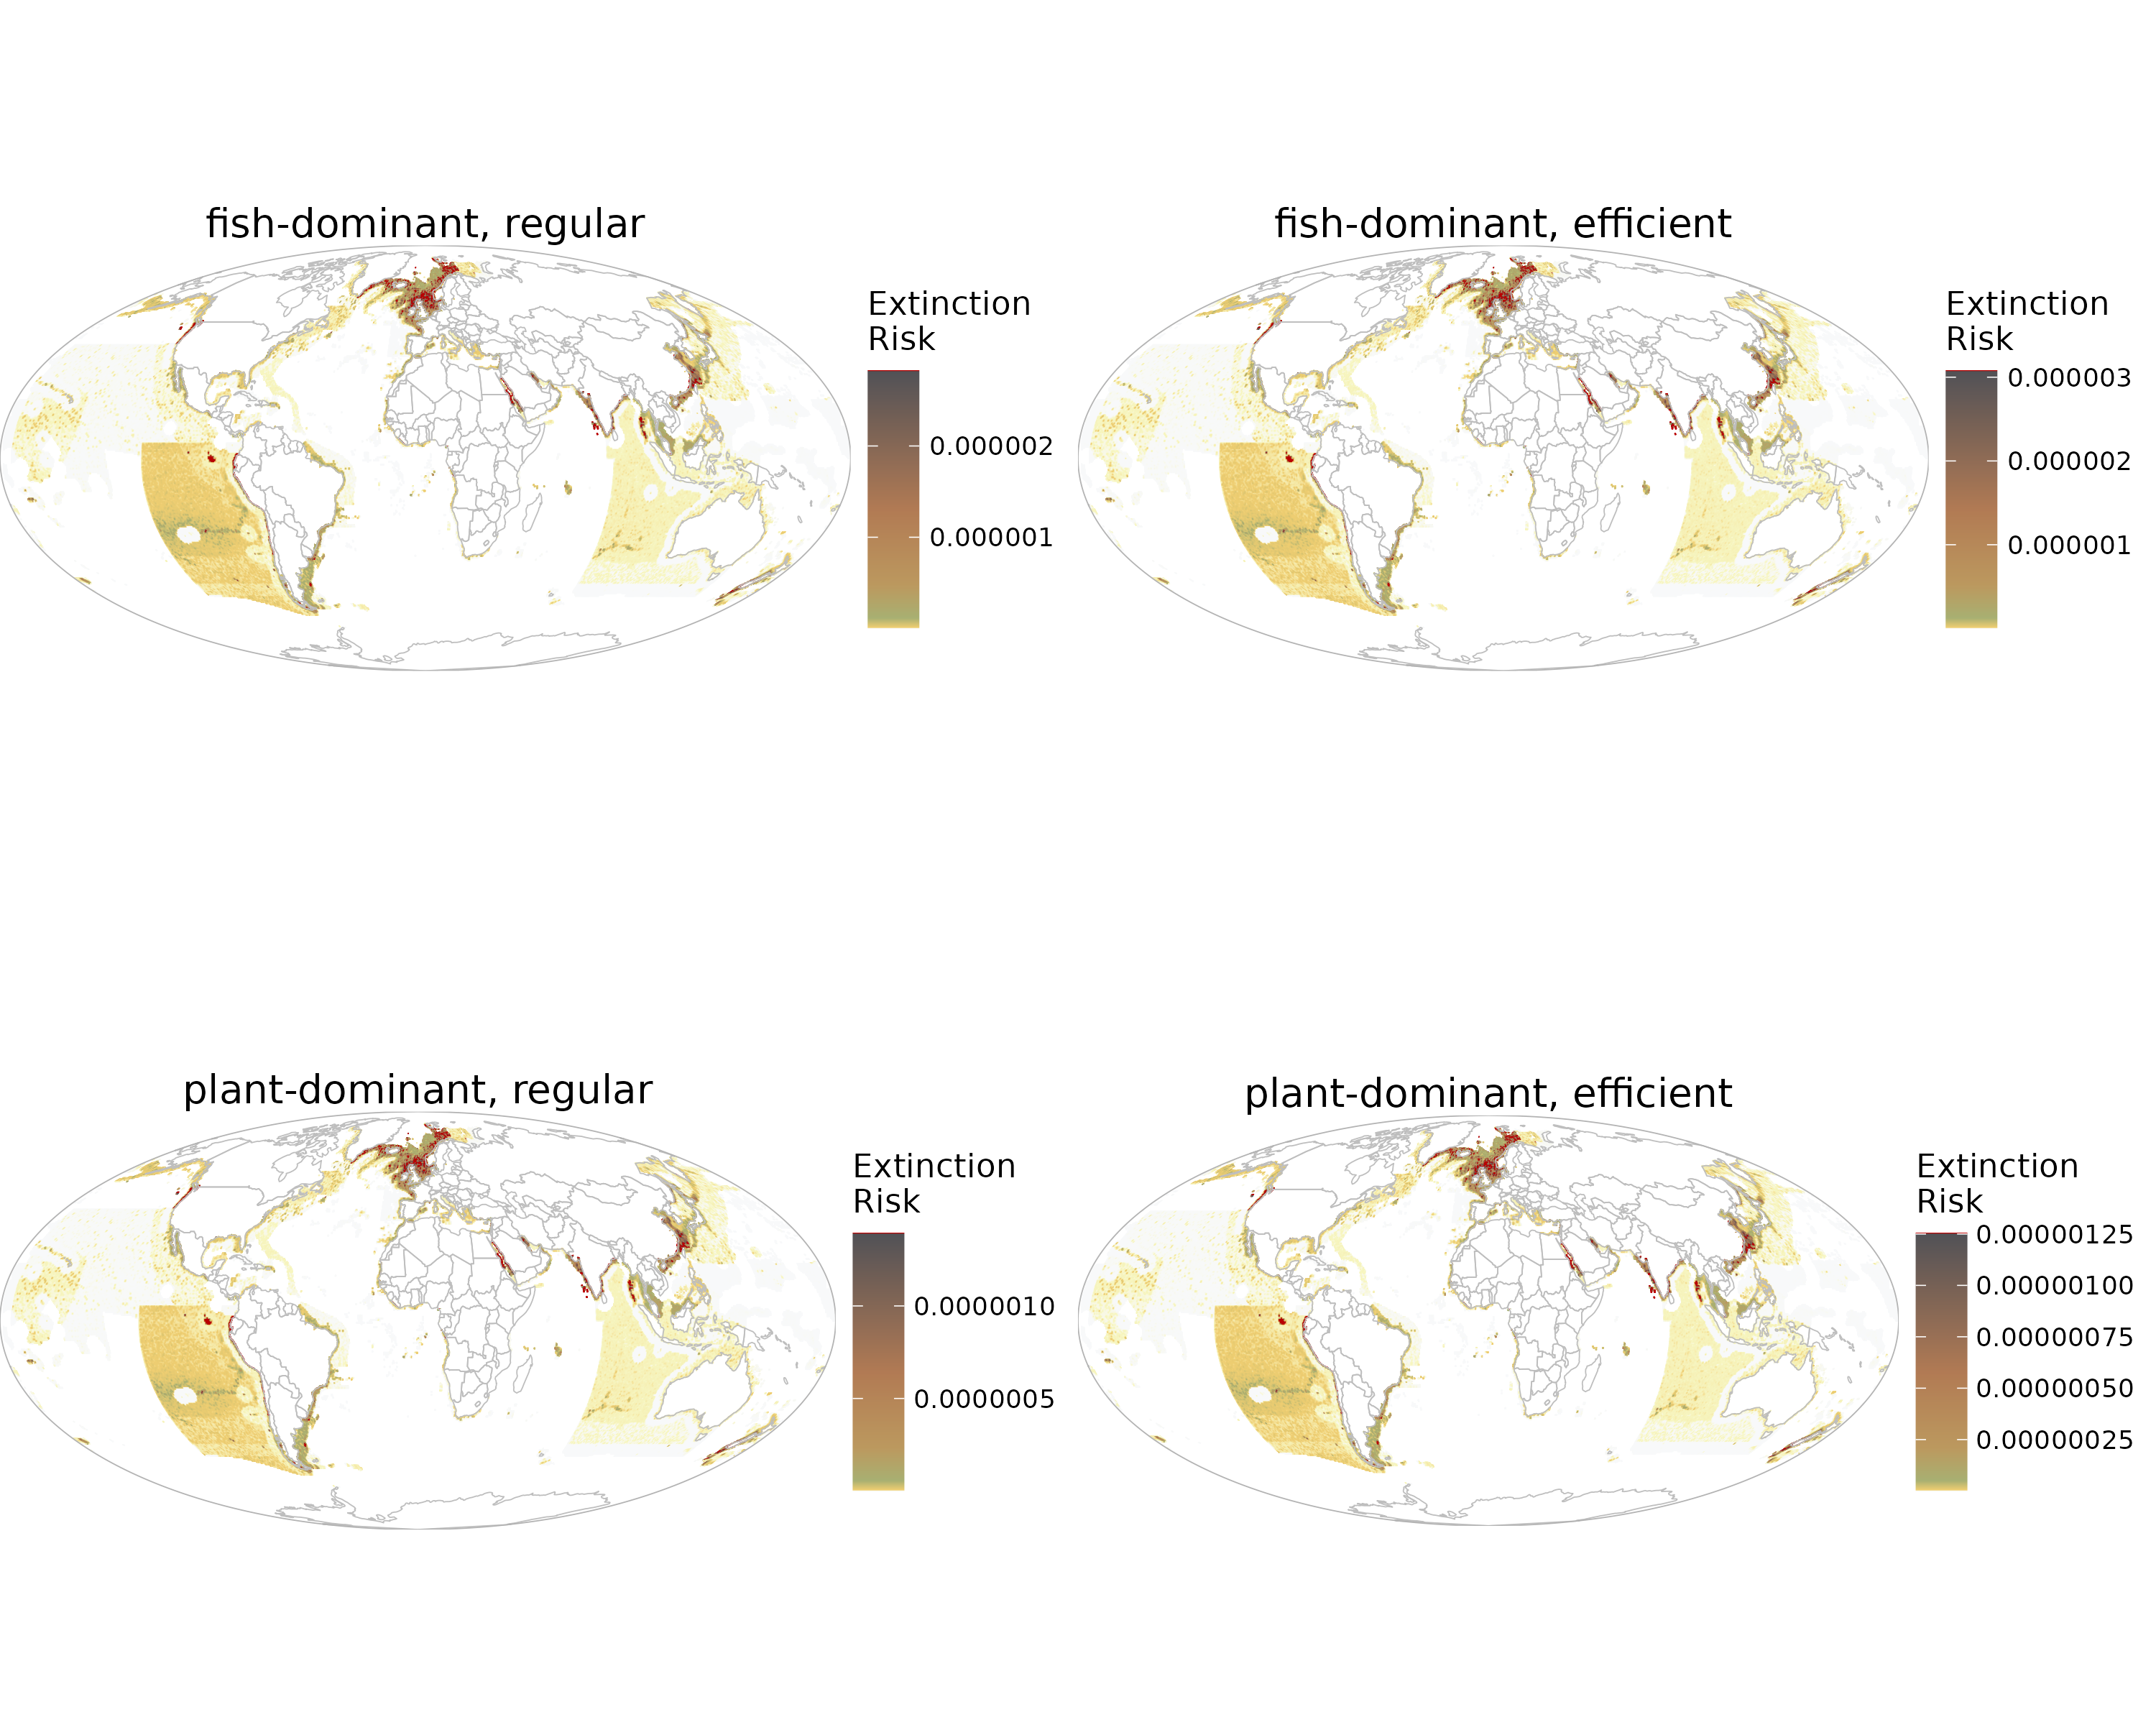 fish-dominant, regular
Extinction
Risk
0.000002
0.000001
fish-dominant, efficient
Extinction
Risk
0.000003
0.000002
0.000001
plant-dominant, regular
Extinction
Risk
0.0000010
0.0000005
plant-dominant, efficient
Extinction
Risk
0.00000125
0.00000100
0.00000075
0.00000050
0.00000025